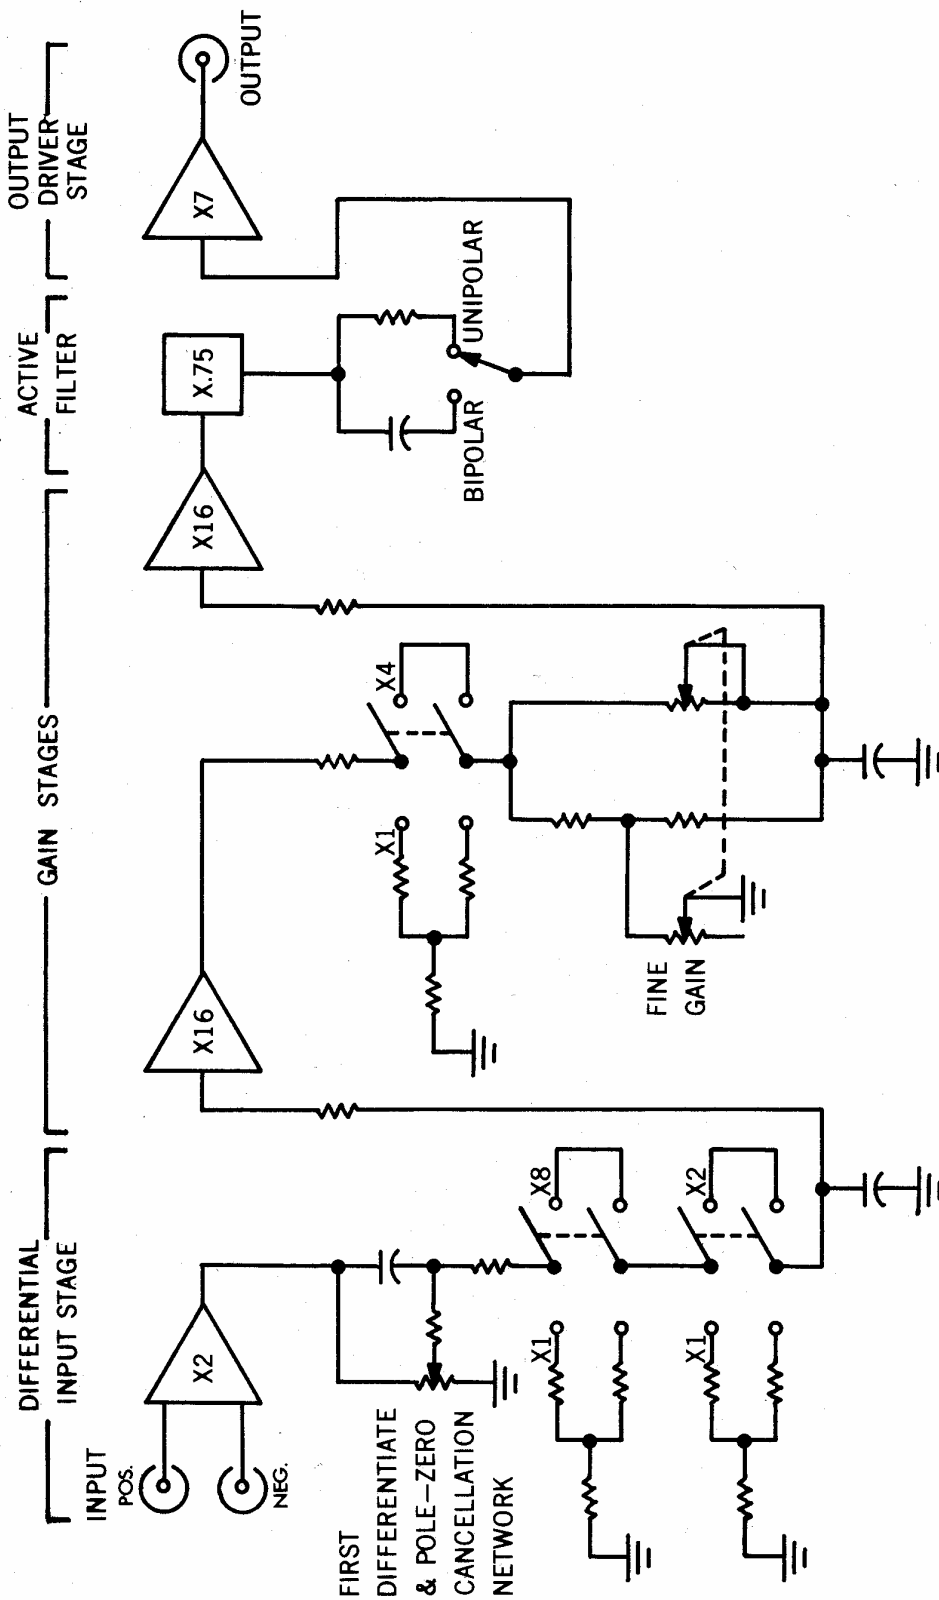 DIFFERENTIAL
INPUT STAGE
GAIN STAGES
ACTIVE
FILTER
OUTPUT
DRIVER
STAGE
INPUT
POS.
NEG.
X2
X16
X16
X.75
X7
OUTPUT
FIRST
DIFFERENTIATE
& POLE-ZERO
CANCELLATION
NETWORK
X1
X8
X1
X2
X1
X4
FINE
GAIN
BIPOLAR
UNIPOLAR